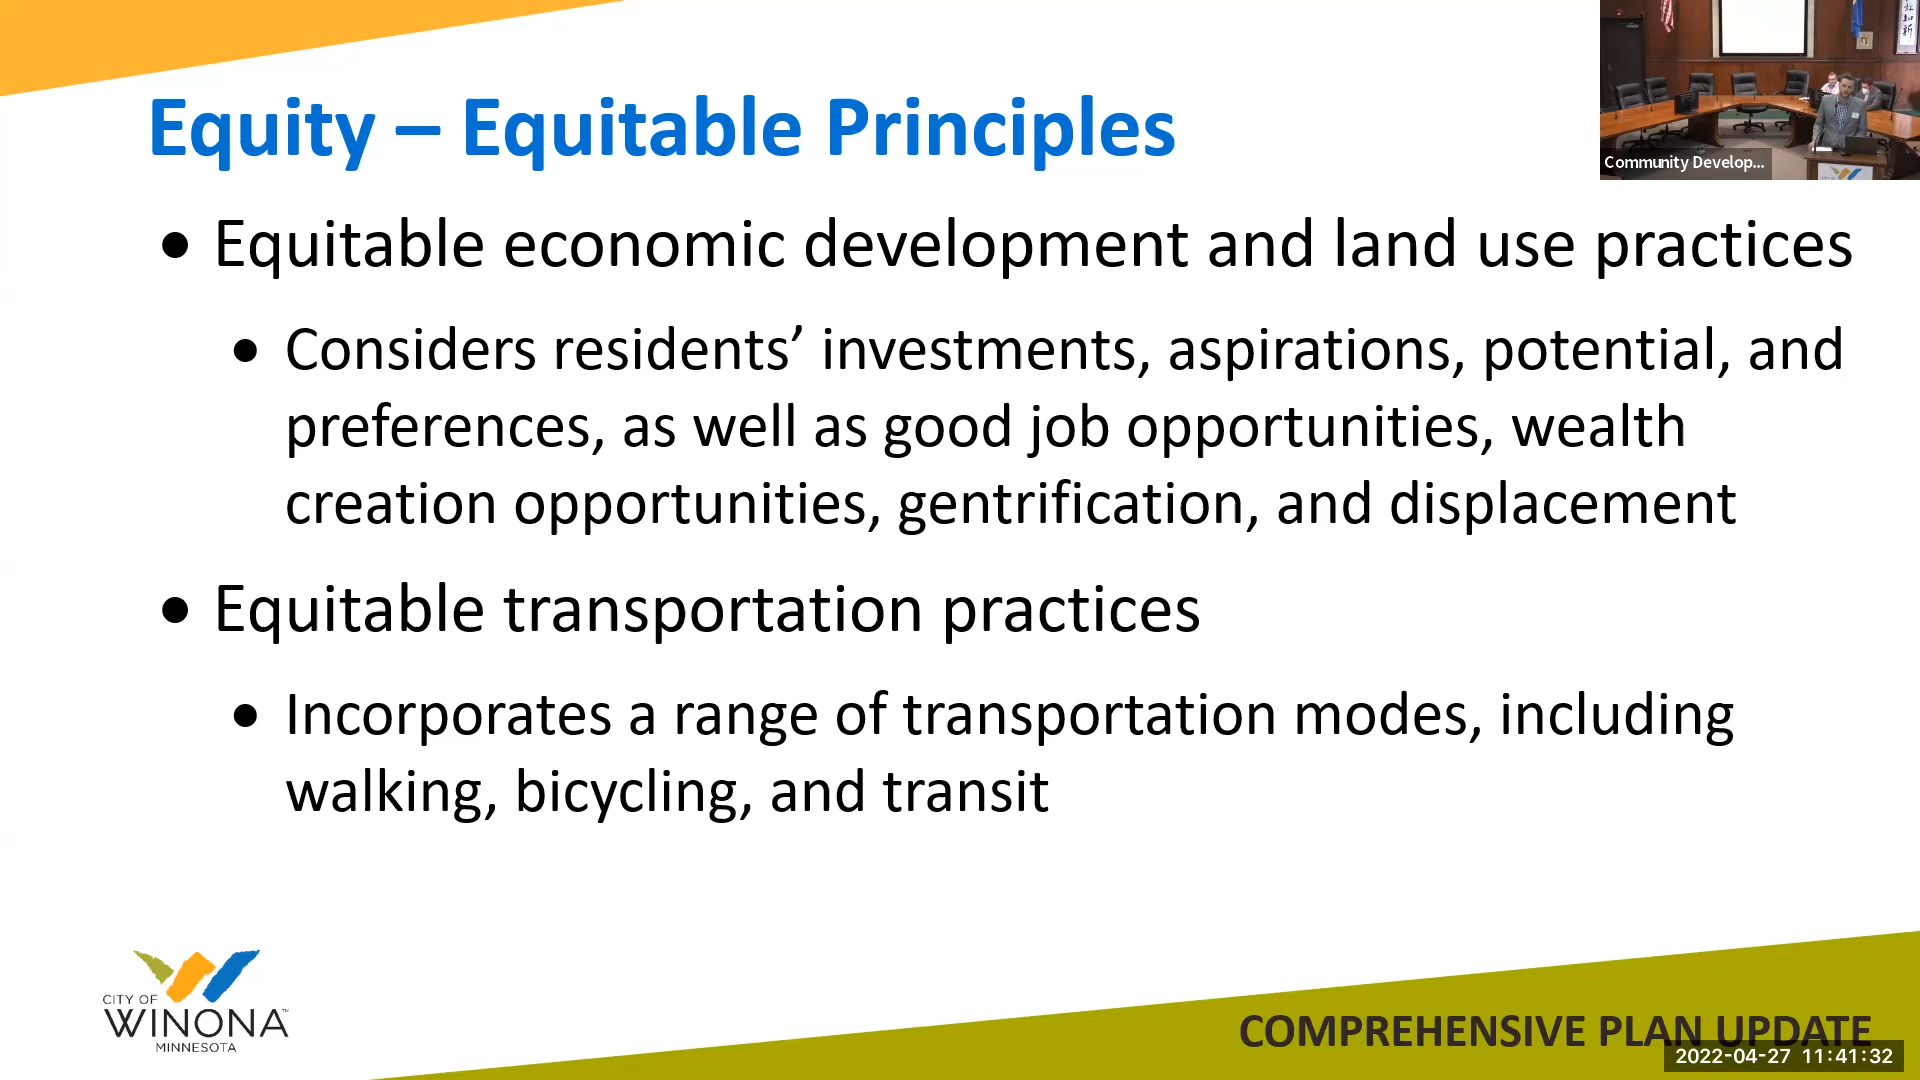 Equity – Equitable Principles
Community Develop...
• Equitable economic development and land use practices
• Considers residents’ investments, aspirations, potential, and
preferences, as well as good job opportunities, wealth
creation opportunities, gentrification, and displacement
• Equitable transportation practices
• Incorporates a range of transportation modes, including
walking, bicycling, and transit
CITY OF
WINONA™
MINNESOTA
COMPREHENSIVE PLAN UPDATE
2022-04-27 11:41:32